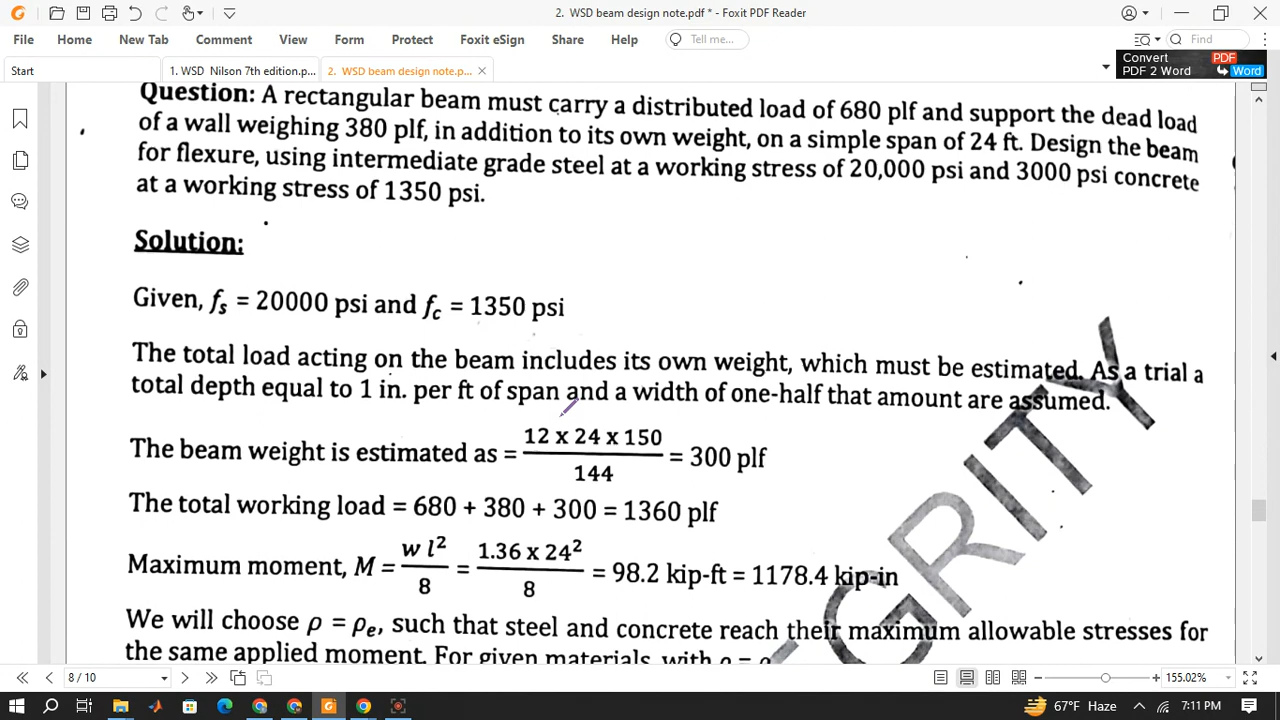 2. WSD beam design note.pdf * - Foxit PDF Reader
File Home New Tab Comment View Form Protect Foxit eSign Share Help Tell me... Find
Start 1. WSD Nilson 7th edition.p... 2. WSD beam design note.p... Convert PDF
PDF 2 Word Word
Question: A rectangular beam must carry a distributed load of 680 plf and support the dead load
of a wall weighing 380 plf, in addition to its own weight, on a simple span of 24 ft. Design the beam
for flexure, using intermediate grade steel at a working stress of 20,000 psi and 3000 psi concrete
at a working stress of 1350 psi.
Solution:
Given, fs = 20000 psi and fc = 1350 psi
The total load acting on the beam includes its own weight, which must be estimated. As a trial a
total depth equal to 1 in. per ft of span and a width of one-half that amount are assumed.
The beam weight is estimated as = 12 x 24 x 150 / 144 = 300 plf
The total working load = 680 + 380 + 300 = 1360 plf
Maximum moment, M = w l² / 8 = 1.36 x 24² / 8 = 98.2 kip-ft = 1178.4 kip-in
We will choose ρ = ρe, such that steel and concrete reach their maximum allowable stresses for
the same applied moment. For given materials, with ρ = ρ
GRITY
8 / 10 155.02%
67°F Haze 7:11 PM